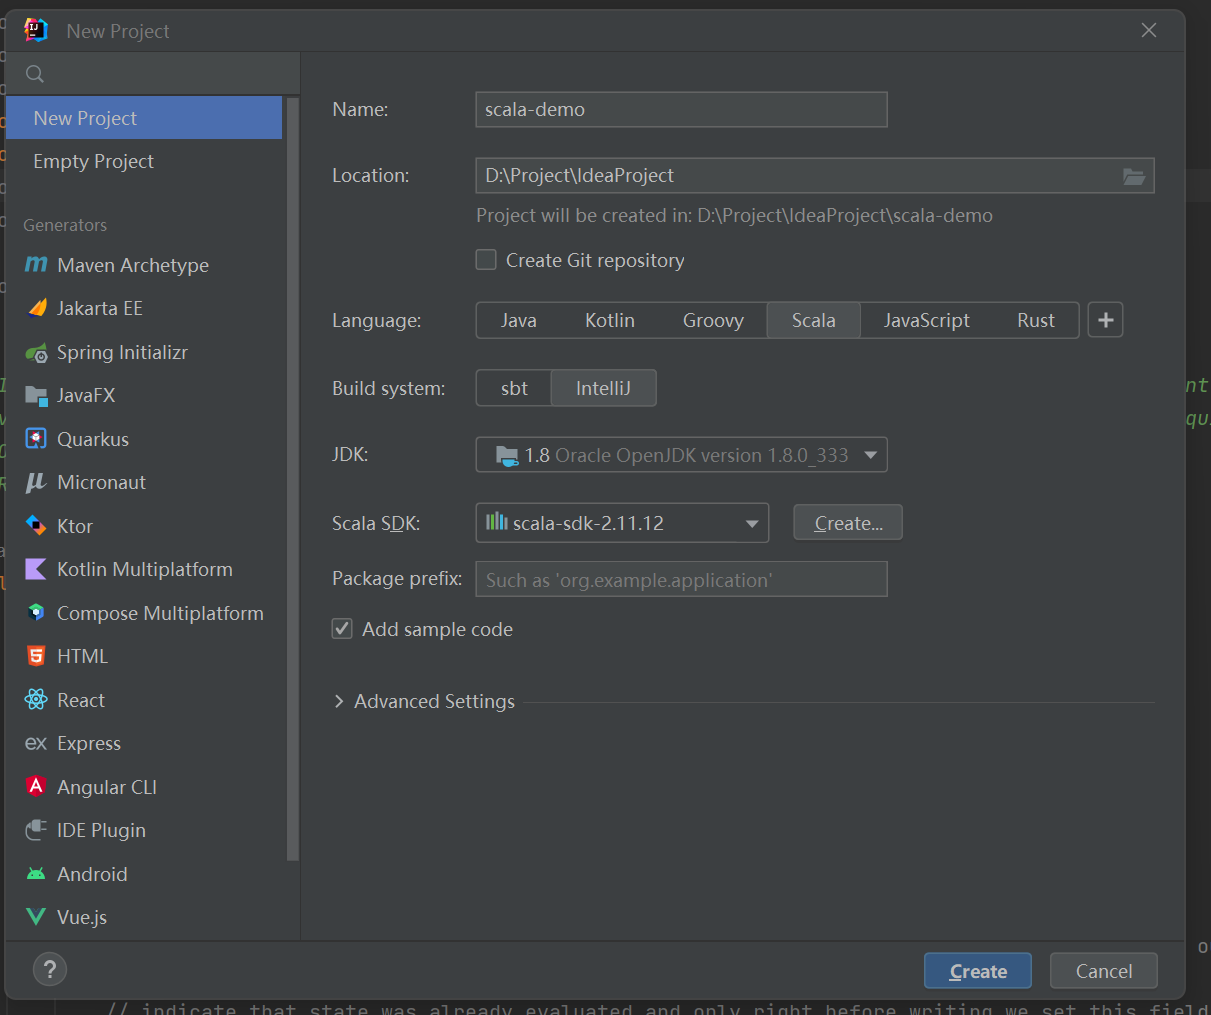 New Project
New Project
Empty Project
Generators
Maven Archetype
Jakarta EE
Spring Initializr
JavaFX
Quarkus
Micronaut
Ktor
Kotlin Multiplatform
Compose Multiplatform
HTML
React
ex Express
Angular CLI
IDE Plugin
Android
Vue.js
Name: scala-demo
Location: D:\Project\IdeaProject
Project will be created in: D:\Project\IdeaProject\scala-demo
Create Git repository
Language: Java Kotlin Groovy Scala JavaScript Rust +
Build system: sbt IntelliJ
JDK: 1.8 Oracle OpenJDK version 1.8.0_333
Scala SDK: scala-sdk-2.11.12 Create...
Package prefix: Such as 'org.example.application'
Add sample code
Advanced Settings
? Create Cancel
// indicate that state was already evaluated and only right before writing we set this field